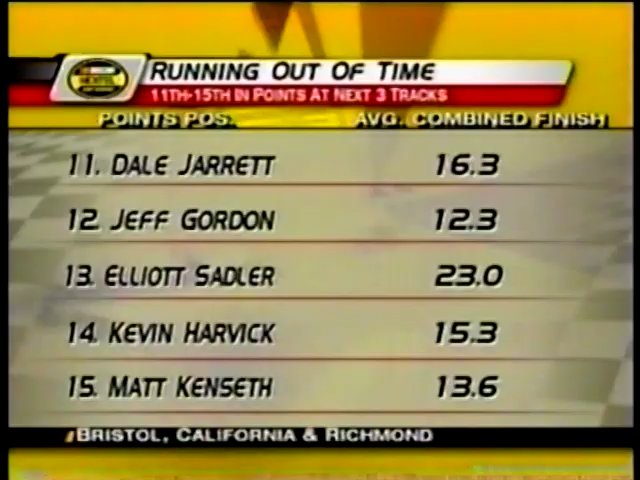 NEXTEL
RUNNING OUT OF TIME
11TH-15TH IN POINTS AT NEXT 3 TRACKS
POINTS POS. AVG. COMBINED FINISH
11. DALE JARRETT 16.3
12. JEFF GORDON 12.3
13. ELLIOTT SADLER 23.0
14. KEVIN HARVICK 15.3
15. MATT KENSETH 13.6
BRISTOL, CALIFORNIA & RICHMOND